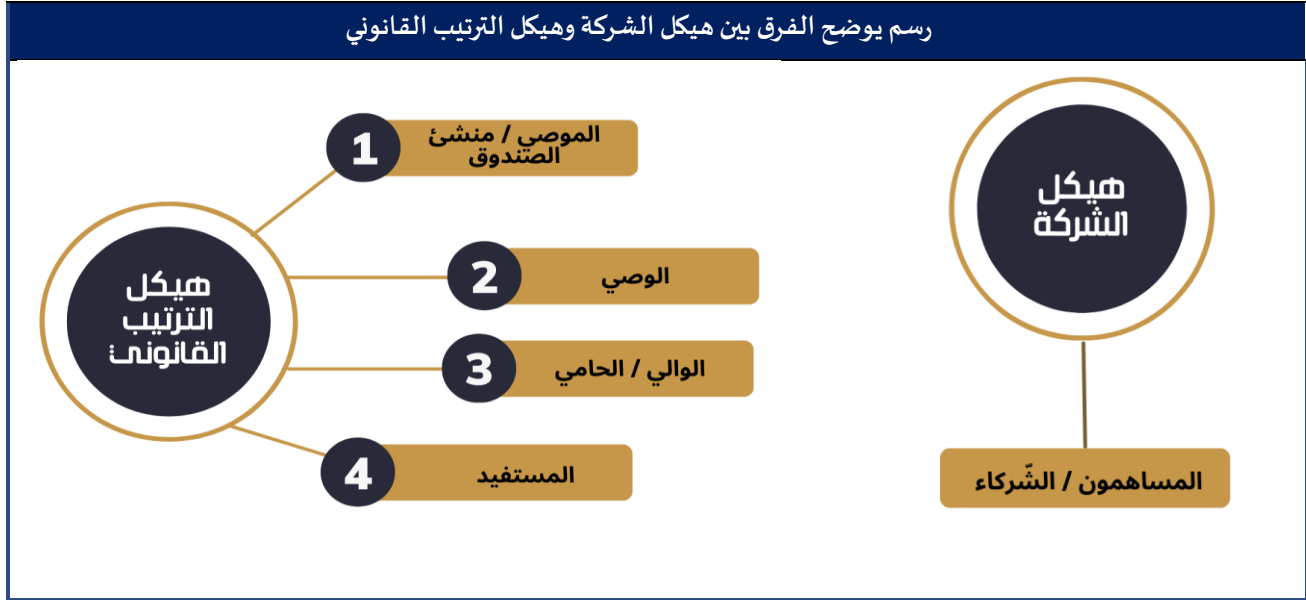 رسم يوضح الفرق بين هيكل الشركة وهيكل الترتيب القانوني
هيكل
الشركة
المساهمون / الشّركاء
هيكل
الترتيب
القانوني
1
الموصي / منشئ
الصندوق
2
الوصي
3
الوالي / الحامي
4
المستفيد